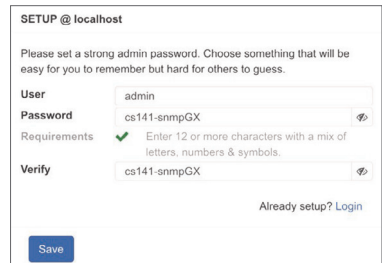 SETUP @ localhost
Please set a strong admin password. Choose something that will be
easy for you to remember but hard for others to guess.
User admin
Password cs141-snmpGX
Requirements Enter 12 or more characters with a mix of
letters, numbers & symbols.
Verify cs141-snmpGX
Already setup? Login
Save